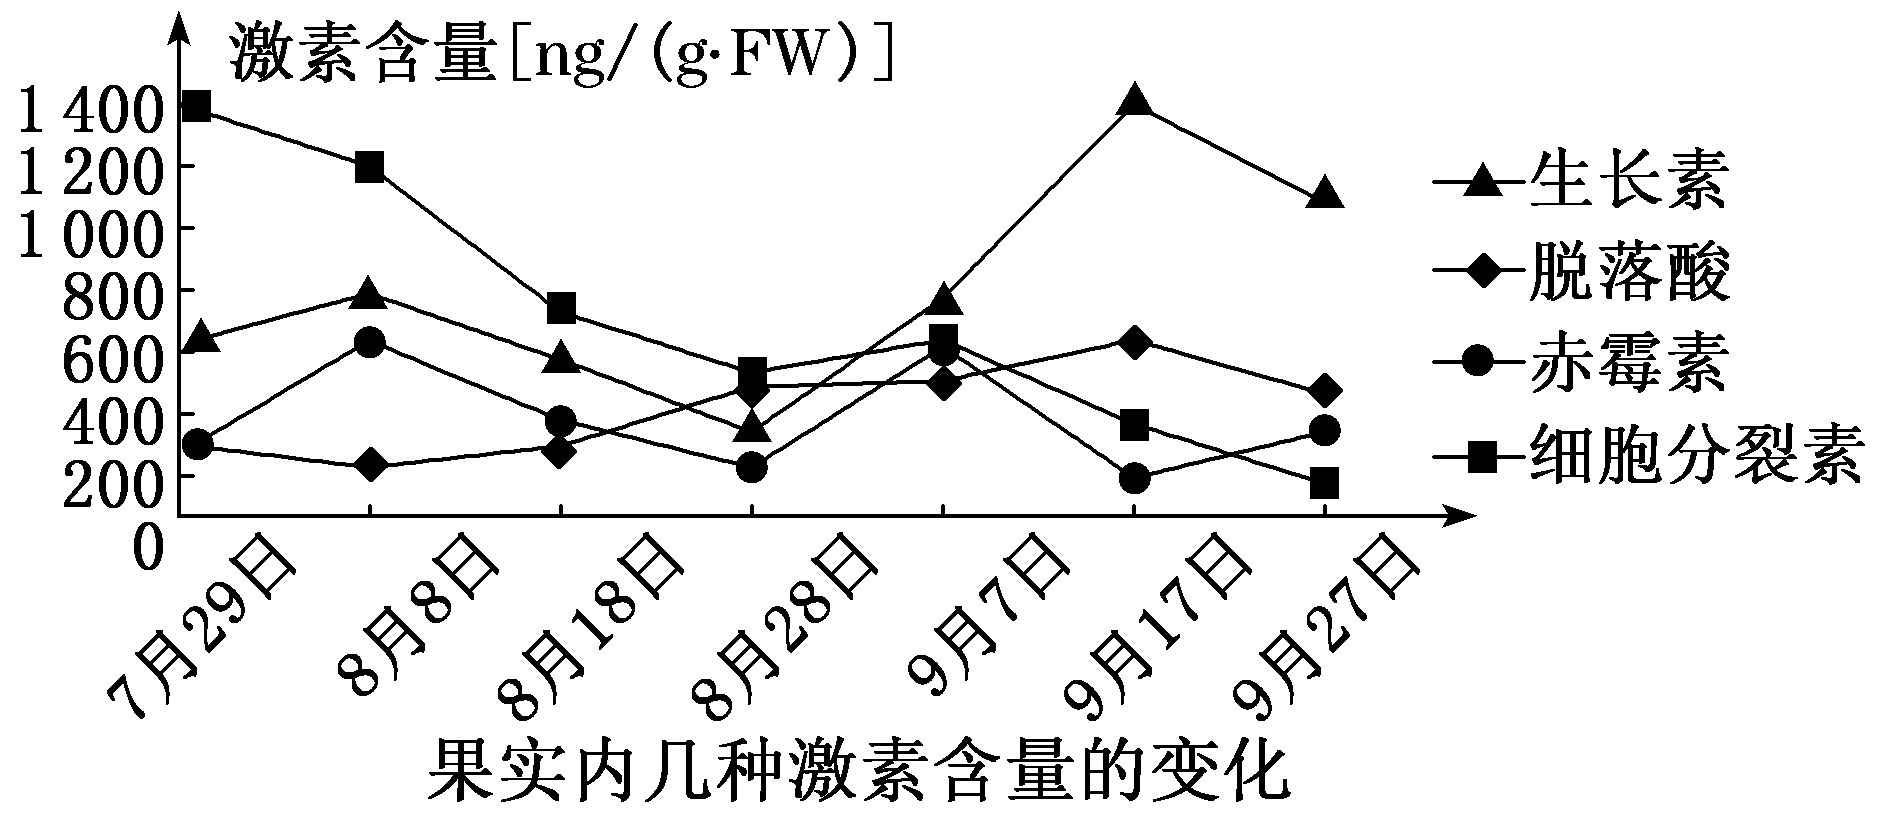 激素含量[ng/(g·FW)]
1 400
1 200
1 000
800
600
400
200
0
生长素
脱落酸
赤霉素
细胞分裂素
7月29日
8月8日
8月18日
8月28日
9月7日
9月17日
9月27日
果实内几种激素含量的变化